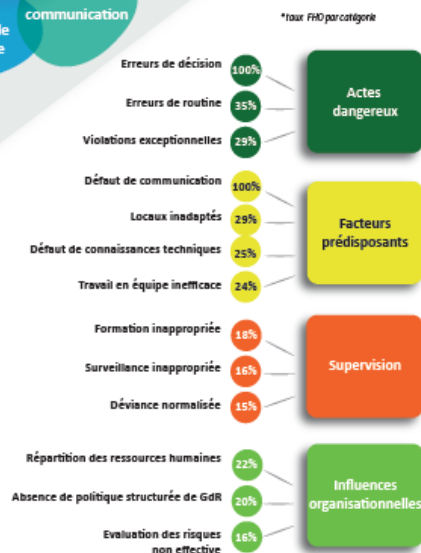 communication
*taux FHO par catégorie
Erreurs de décision
100%
Erreurs de routine
35%
Violations exceptionnelles
29%
Actes
dangereux
Défaut de communication
100%
Locaux inadaptés
29%
Défaut de connaissances techniques
25%
Travail en équipe inefficace
24%
Facteurs
prédisposants
Formation inappropriée
18%
Surveillance inappropriée
16%
Déviance normalisée
15%
Supervision
Répartition des ressources humaines
22%
Absence de politique structurée de GdR
20%
Evaluation des risques
non effective
16%
Influences
organisationnelles